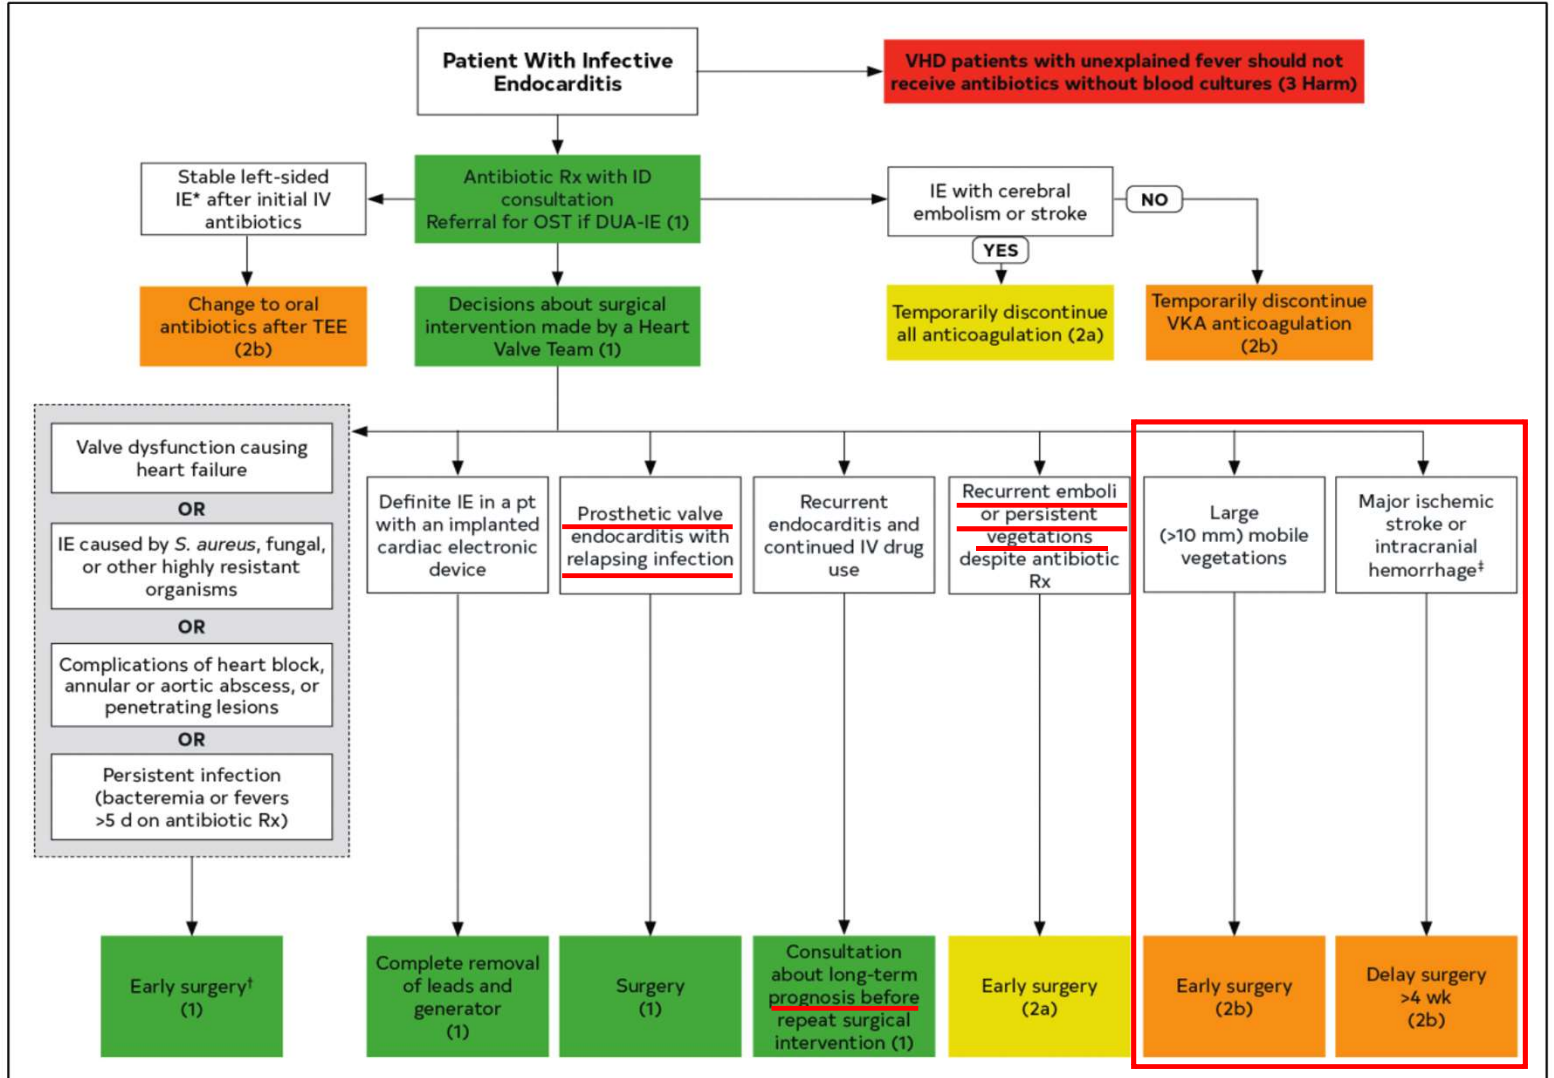 Patient With Infective
Endocarditis
VHD patients with unexplained fever should not
receive antibiotics without blood cultures (3 Harm)
Stable left-sided
IE* after initial IV
antibiotics
Antibiotic Rx with ID
consultation
Referral for OST if DUA-IE (1)
IE with cerebral
embolism or stroke
NO
YES
Change to oral
antibiotics after TEE
(2b)
Decisions about surgical
intervention made by a Heart
Valve Team (1)
Temporarily discontinue
all anticoagulation (2a)
Temporarily discontinue
VKA anticoagulation
(2b)
Valve dysfunction causing
heart failure
OR
IE caused by S. aureus, fungal,
or other highly resistant
organisms
OR
Complications of heart block,
annular or aortic abscess, or
penetrating lesions
OR
Persistent infection
(bacteremia or fevers
>5 d on antibiotic Rx)
Definite IE in a pt
with an implanted
cardiac electronic
device
Prosthetic valve
endocarditis with
relapsing infection
Recurrent
endocarditis and
continued IV drug
use
Recurrent emboli
or persistent
vegetations
despite antibiotic
Rx
Large
(>10 mm) mobile
vegetations
Major ischemic
stroke or
intracranial
hemorrhage‡
Early surgery†
(1)
Complete removal
of leads and
generator
(1)
Surgery
(1)
Consultation
about long-term
prognosis before
repeat surgical
intervention (1)
Early surgery
(2a)
Early surgery
(2b)
Delay surgery
>4 wk
(2b)